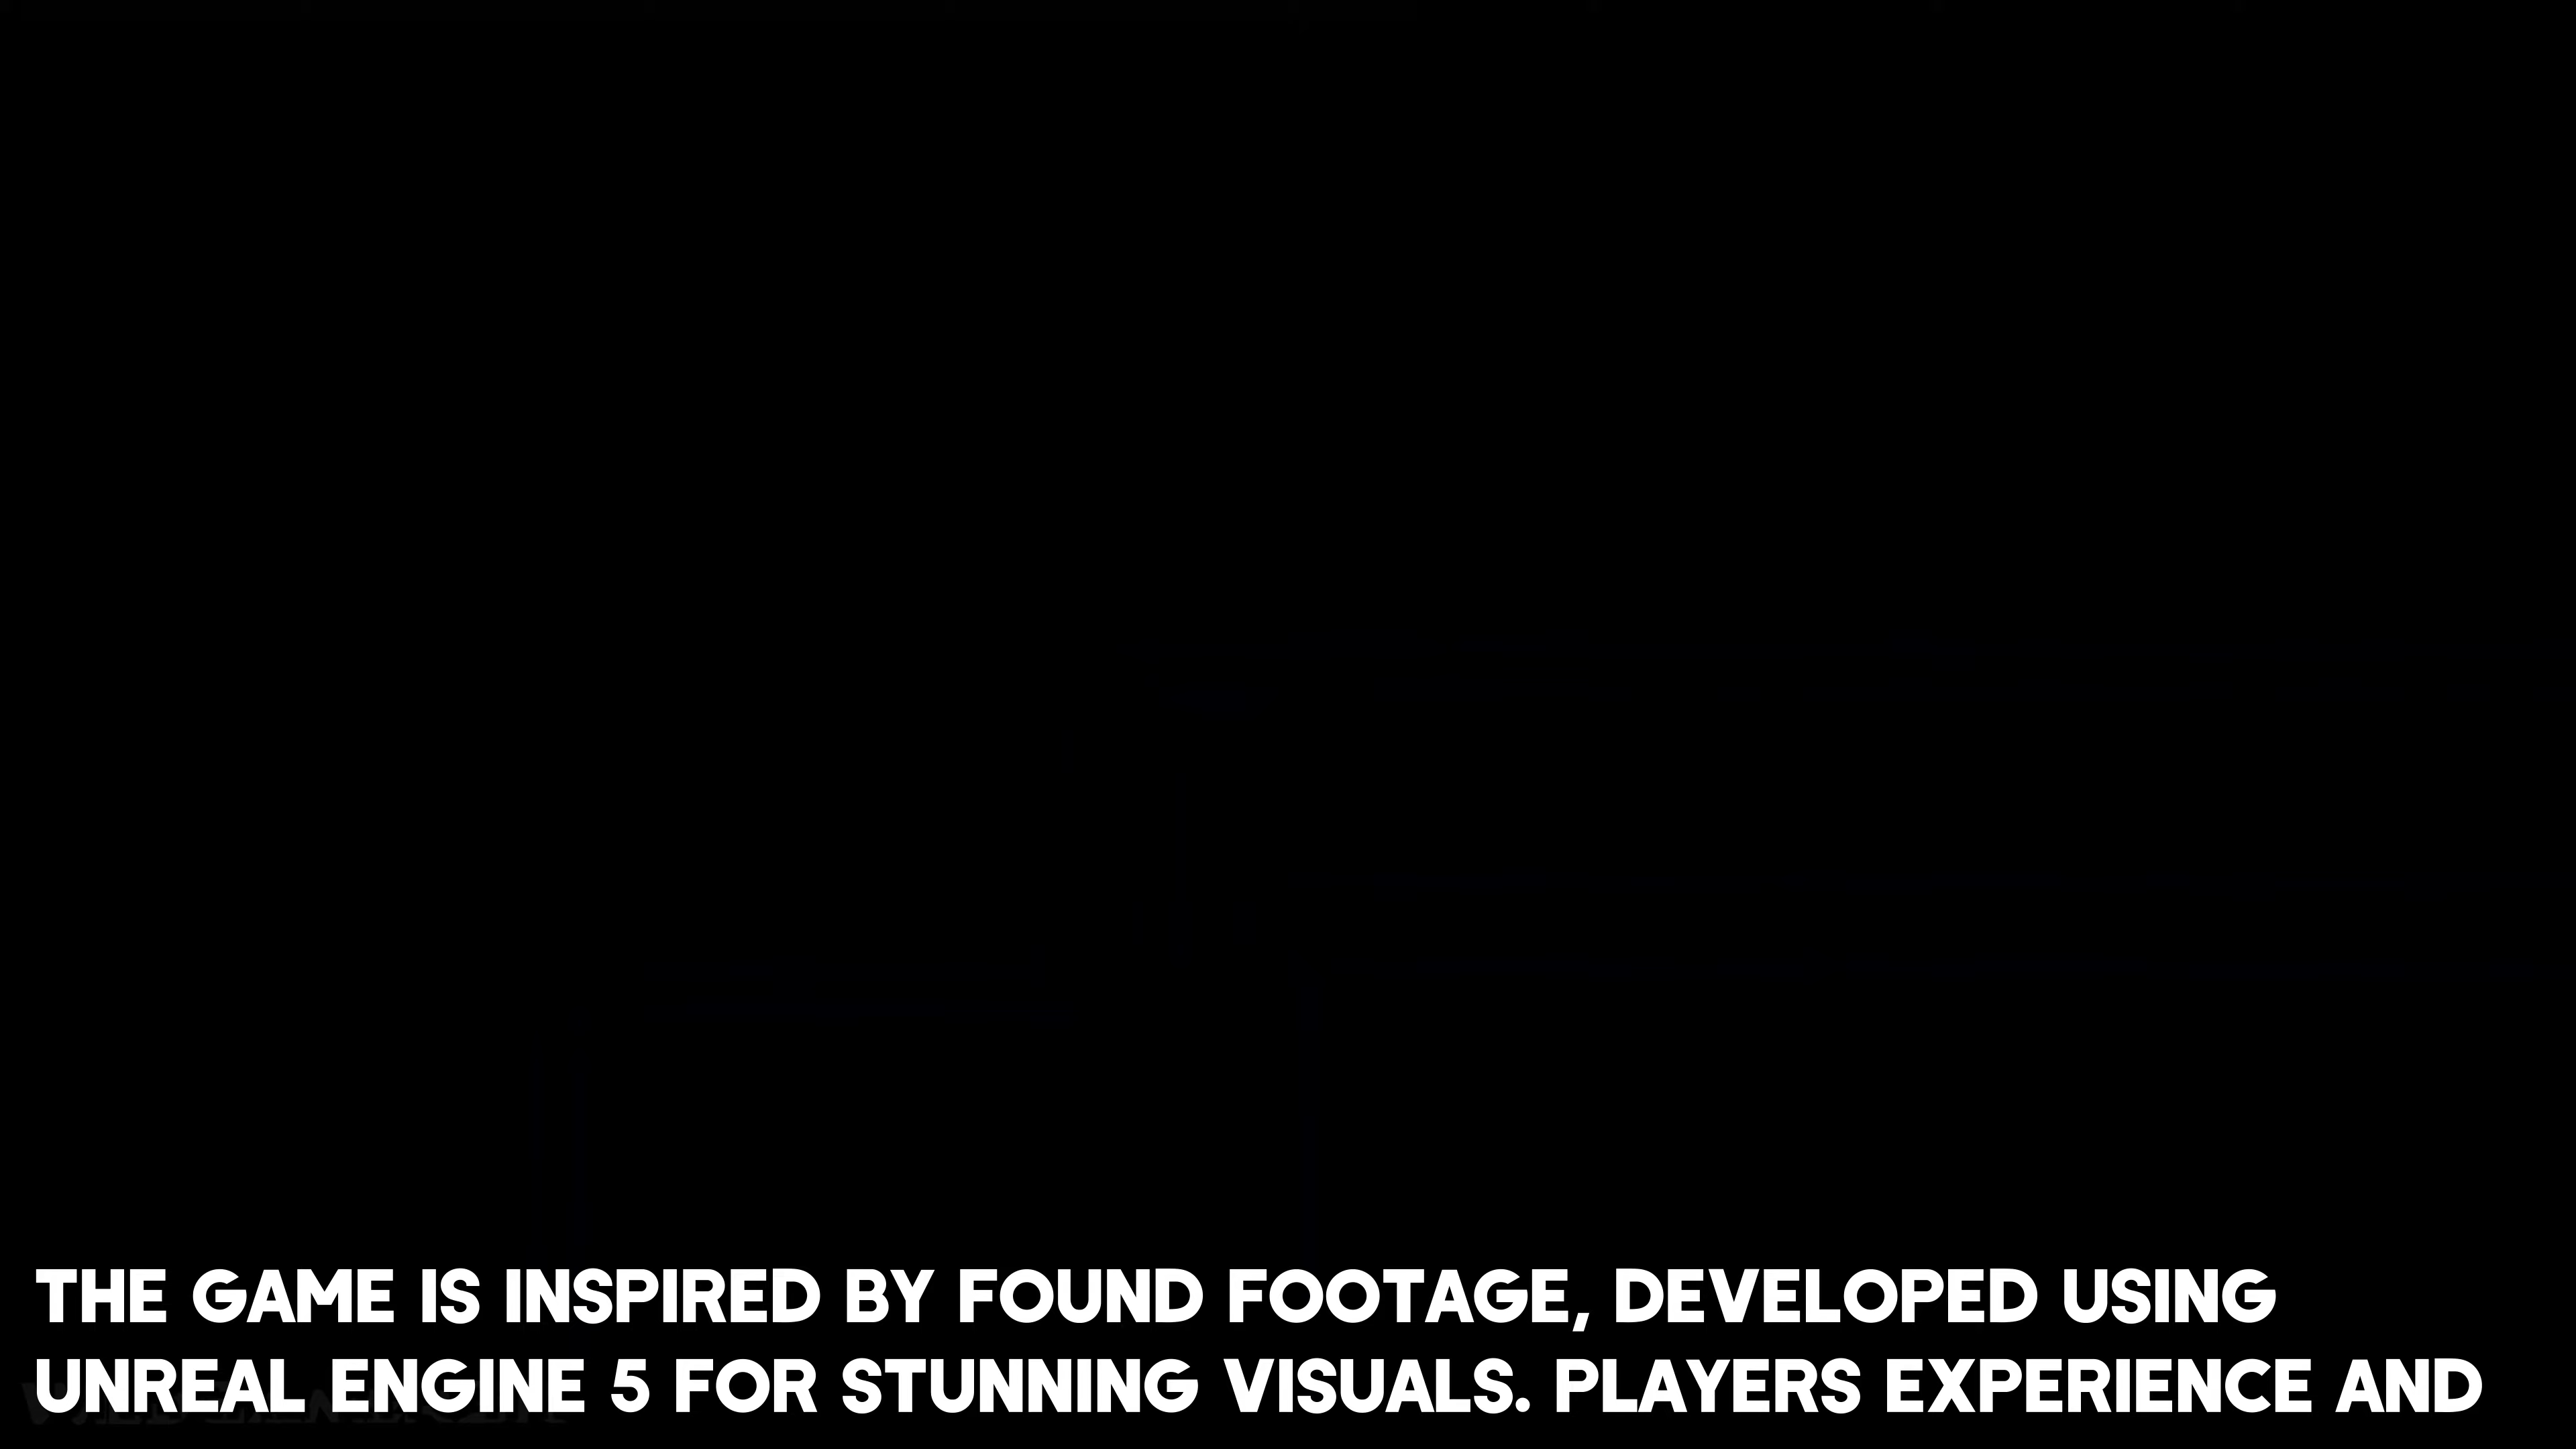 THE GAME IS INSPIRED BY FOUND FOOTAGE, DEVELOPED USING
UNREAL ENGINE 5 FOR STUNNING VISUALS. PLAYERS EXPERIENCE AND